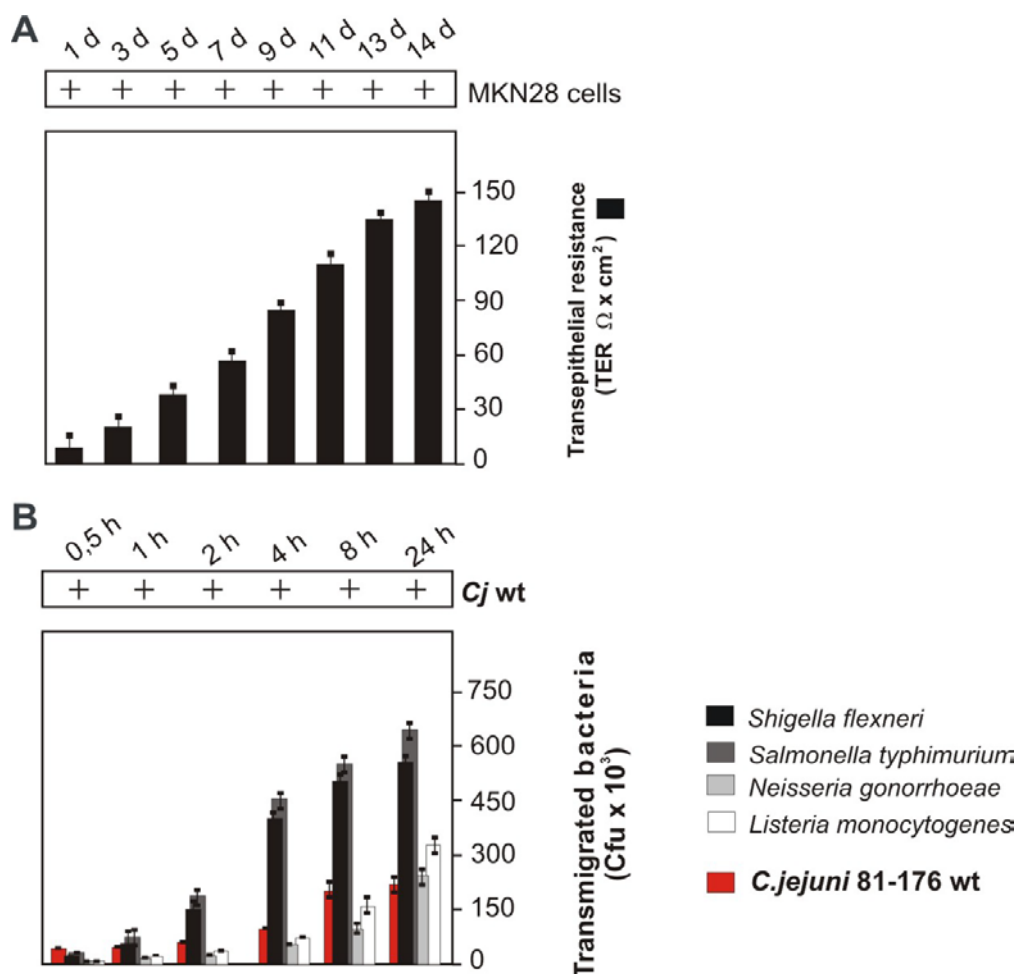 A
1 d 3 d 5 d 7 d 9 d 11 d 13 d 14 d
+ + + + + + + + MKN28 cells
150
120
90
60
30
0
Transepithelial resistance
(TER Ω x cm²)
B
0,5 h 1 h 2 h 4 h 8 h 24 h
+ + + + + + Cj wt
750
600
450
300
150
0
Transmigrated bacteria
(Cfu x 10³)
Shigella flexneri
Salmonella typhimurium
Neisseria gonorrhoeae
Listeria monocytogenes
C.jejuni 81-176 wt